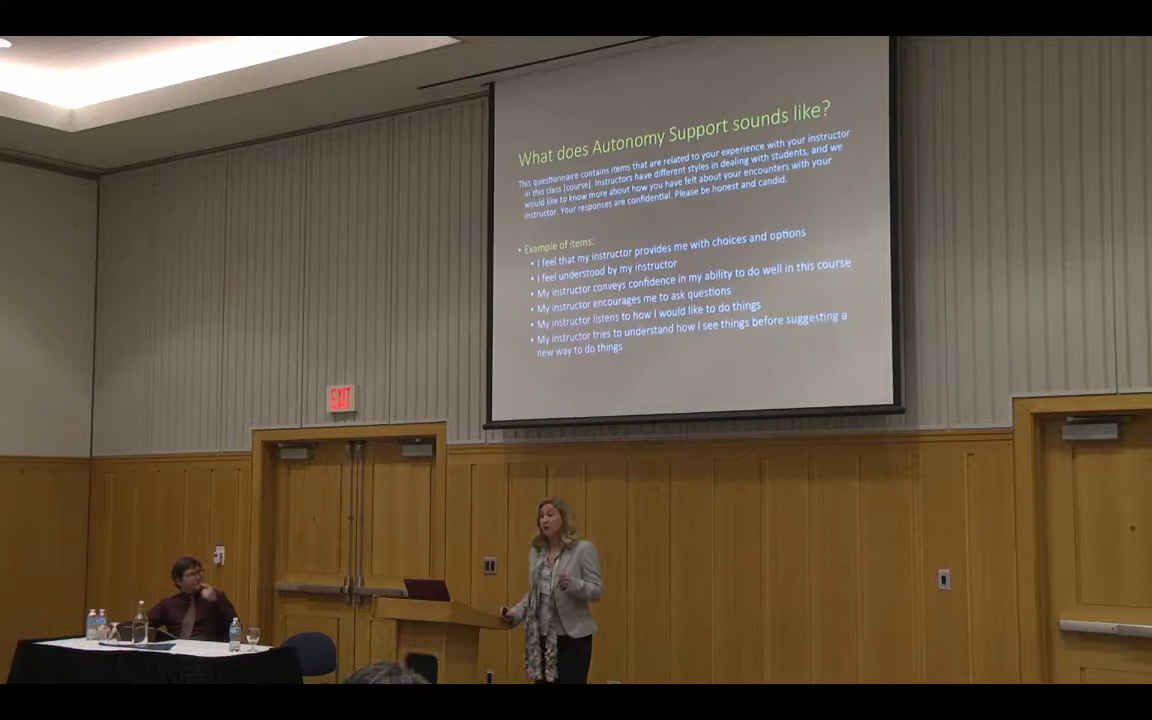 What does Autonomy Support sounds like?
This questionnaire contains items that are related to your experience with your instructor
in this class [course]. Instructors have different styles in dealing with students, and we
would like to know more about how you have felt about your encounters with your
instructor. Your responses are confidential. Please be honest and candid.
• Example of items:
• I feel that my instructor provides me with choices and options
• I feel understood by my instructor
• My instructor conveys confidence in my ability to do well in this course
• My instructor encourages me to ask questions
• My instructor listens to how I would like to do things
• My instructor tries to understand how I see things before suggesting a
new way to do things
EXIT